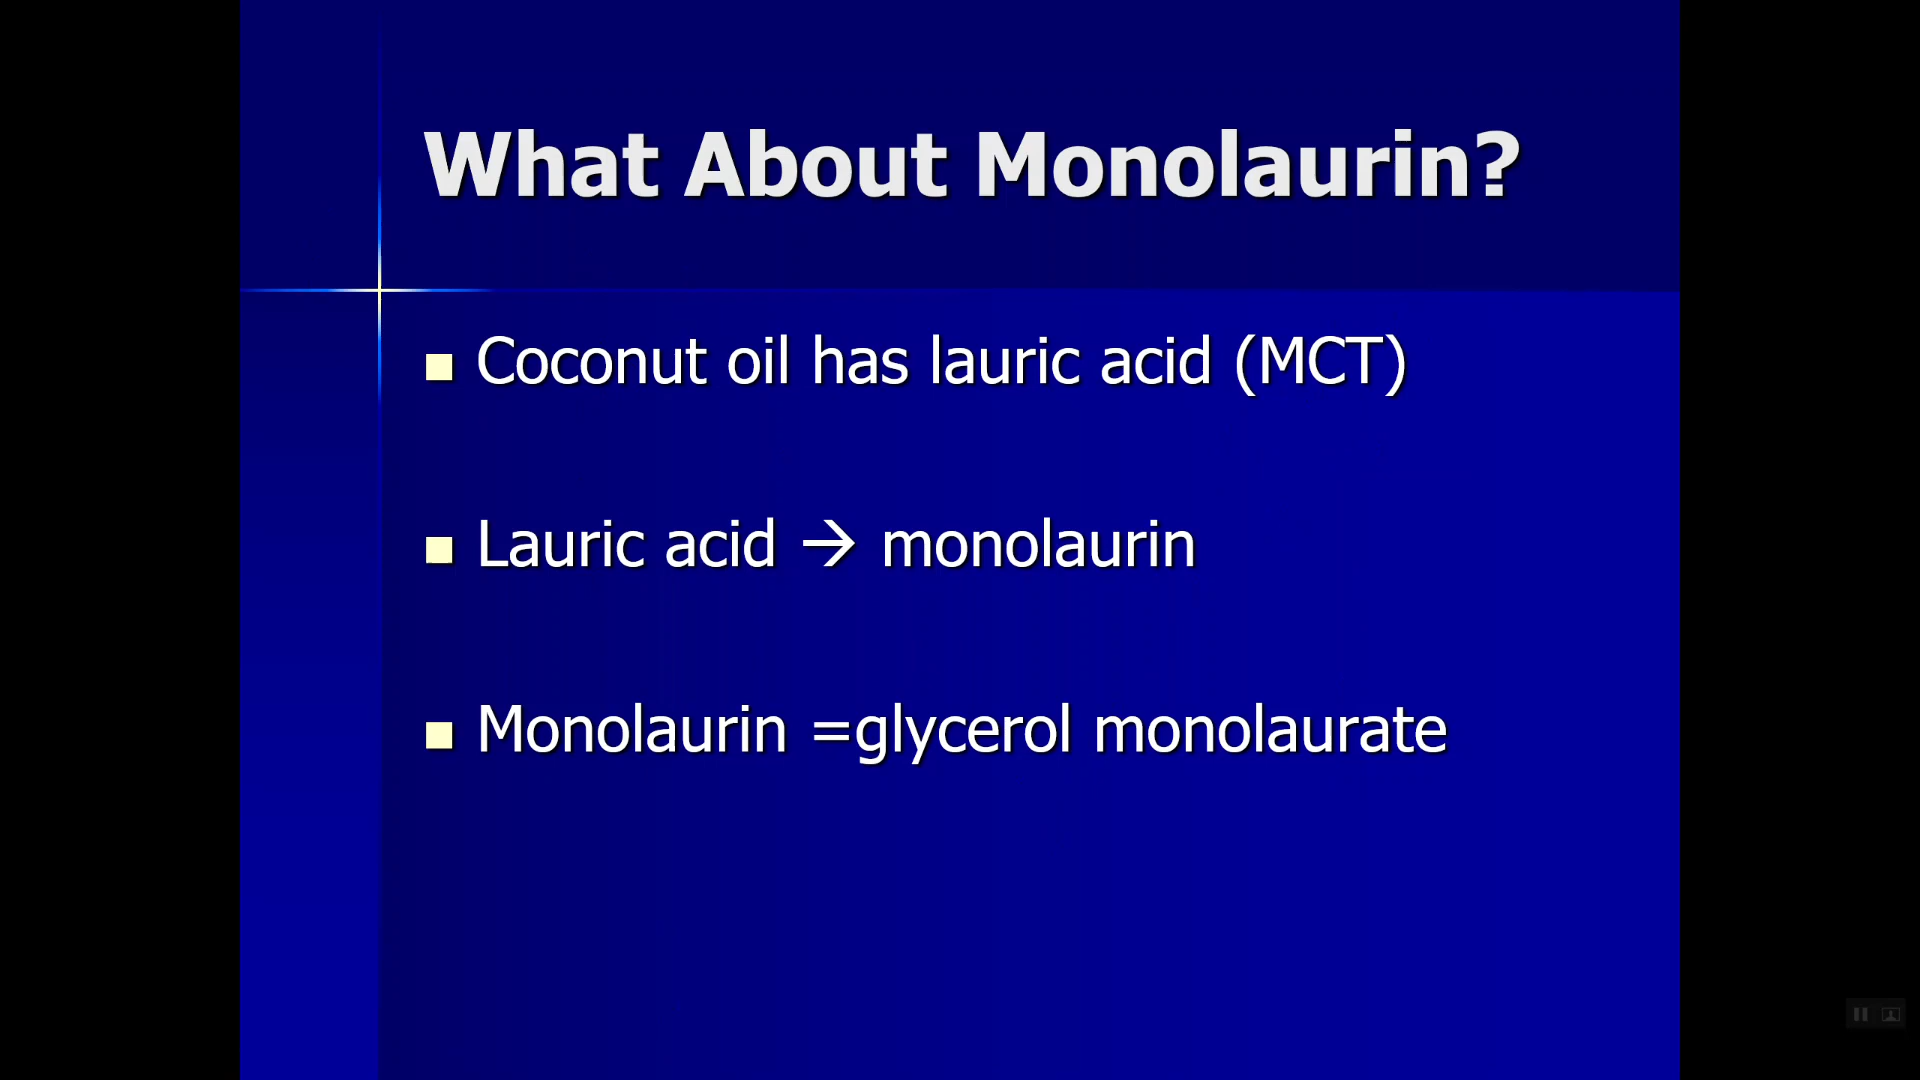 What About Monolaurin?
Coconut oil has lauric acid (MCT)
Lauric acid → monolaurin
Monolaurin =glycerol monolaurate